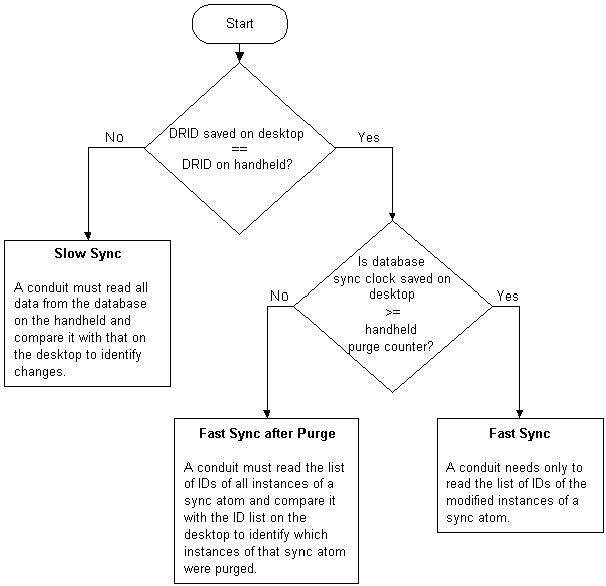 Start
DRID saved on desktop
==
DRID on handheld?
No
Yes
Slow Sync
A conduit must read all
data from the database
on the handheld and
compare it with that on
the desktop to identify
changes.
Is database
sync clock saved on
desktop
>=
handheld
purge counter?
No
Yes
Fast Sync after Purge
A conduit must read the list
of IDs of all instances of a
sync atom and compare it
with the ID list on the
desktop to identify which
instances of that sync atom
were purged.
Fast Sync
A conduit needs only to
read the list of IDs of the
modified instances of a
sync atom.